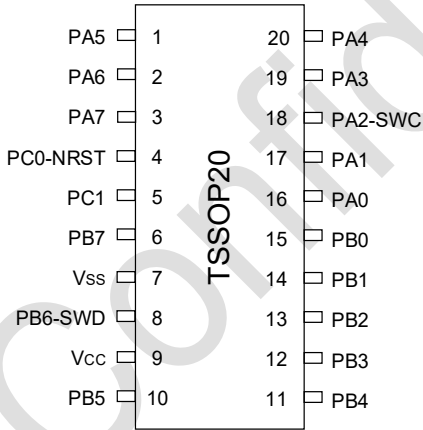 PA5 1 20 PA4
PA6 2 19 PA3
PA7 3 18 PA2-SWC
PC0-NRST 4 17 PA1
PC1 5 16 PA0
PB7 6 15 PB0
Vss 7 14 PB1
PB6-SWD 8 13 PB2
Vcc 9 12 PB3
PB5 10 11 PB4
TSSOP20
Confid